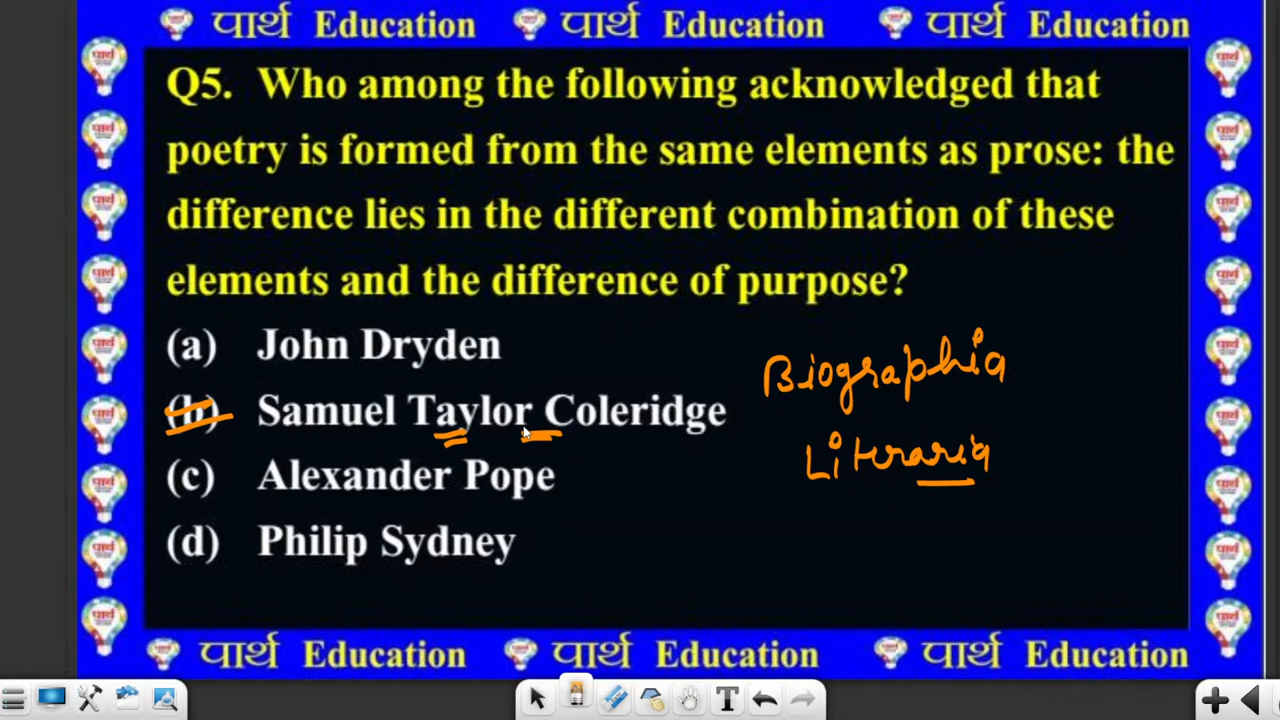 पार्थ Education पार्थ Education पार्थ Education
Q5. Who among the following acknowledged that
poetry is formed from the same elements as prose: the
difference lies in the different combination of these
elements and the difference of purpose?
(a) John Dryden
(b) Samuel Taylor Coleridge
(c) Alexander Pope
(d) Philip Sydney
Biographia
Literaria
पार्थ Education पार्थ Education पार्थ Education